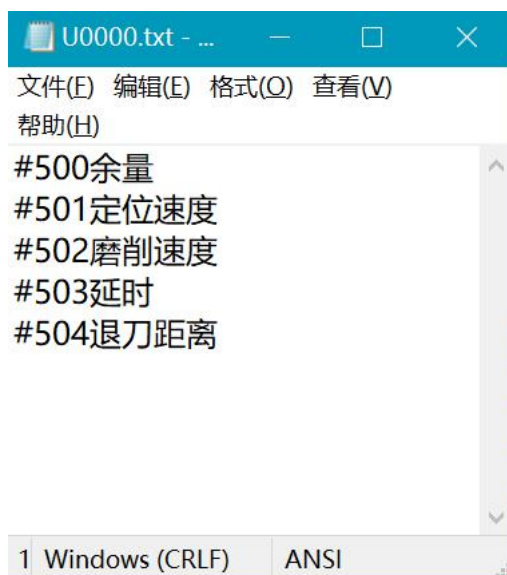 U0000.txt - ...
文件(F) 编辑(E) 格式(O) 查看(V)
帮助(H)
#500余量
#501定位速度
#502磨削速度
#503延时
#504退刀距离
1 Windows (CRLF) ANSI